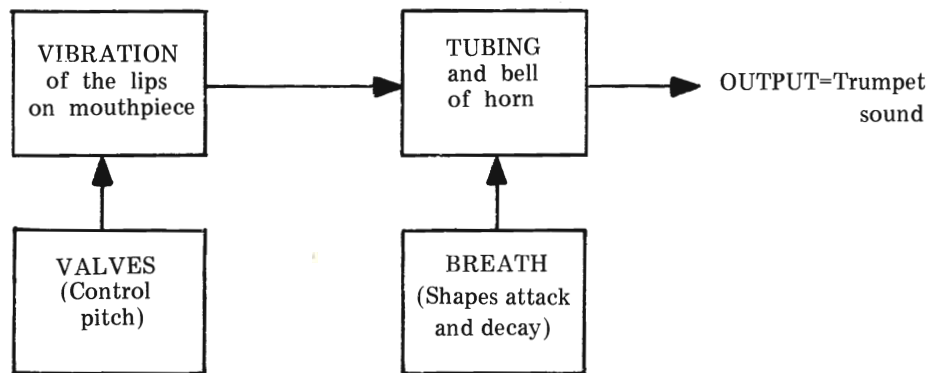 VIBRATION
of the lips
on mouthpiece
TUBING
and bell
of horn
OUTPUT=Trumpet
sound
VALVES
(Control
pitch)
BREATH
(Shapes attack
and decay)